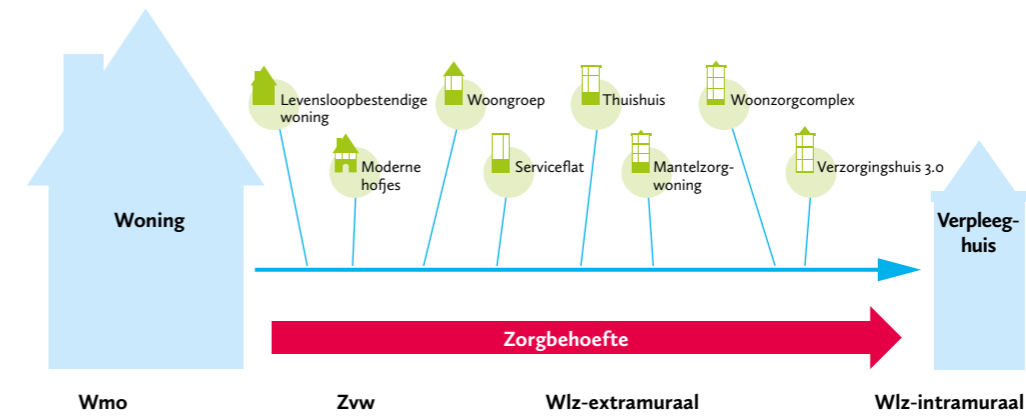 Levensloopbestendige
woning
Woongroep
Thuishuis
Woonzorgcomplex
Moderne
hofjes
Serviceflat
Mantelzorg-
woning
Verzorgingshuis 3.0
Woning
Verpleeg-
huis
Zorgbehoefte
Wmo
Zvw
Wlz-extramuraal
Wlz-intramuraal